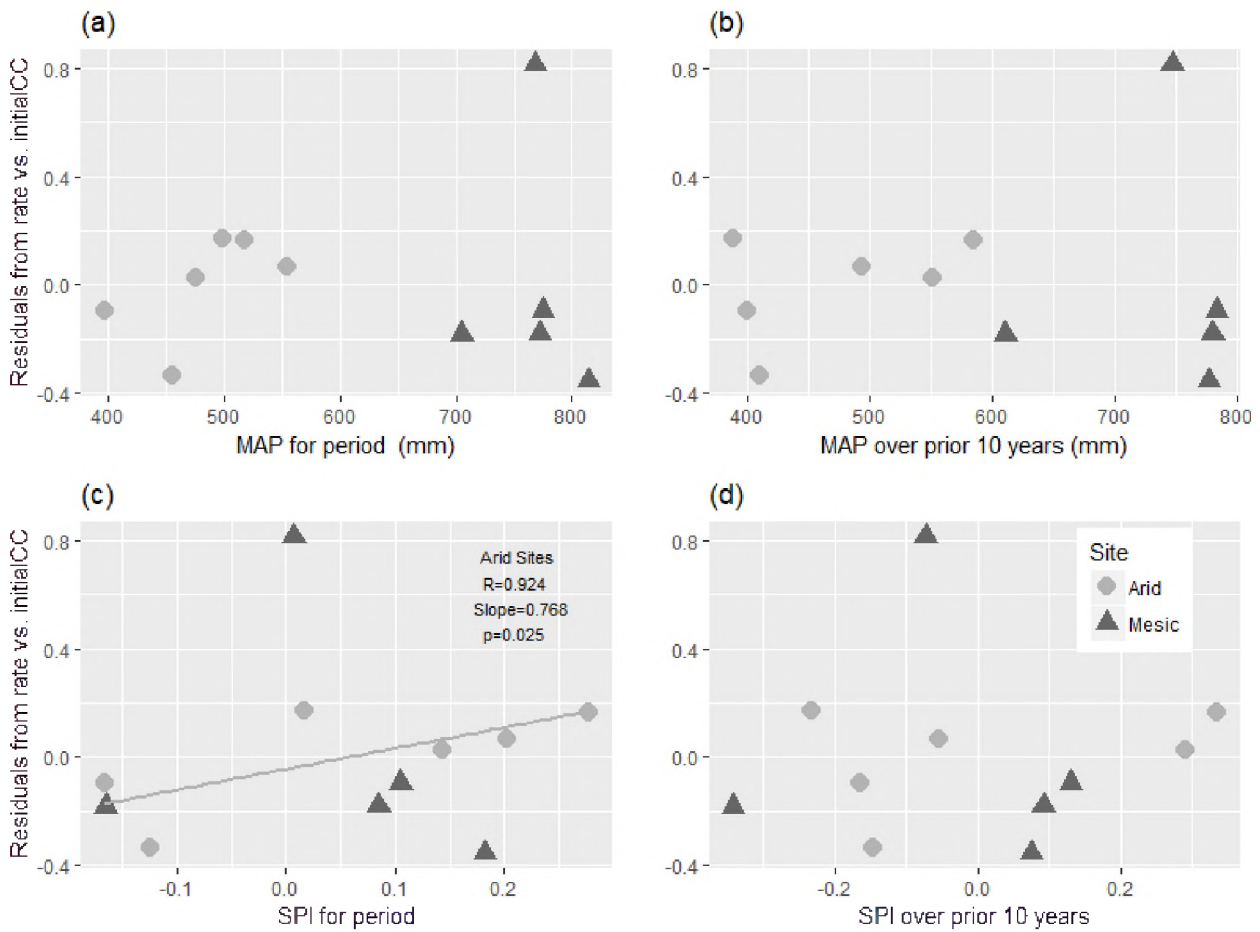 (a)
Residuals from rate vs. initialCC
0.8
0.4
0.0
-0.4
400 500 600 700 800
MAP for period (mm)
(b)
0.8
0.4
0.0
-0.4
400 500 600 700 800
MAP over prior 10 years (mm)
(c)
Residuals from rate vs. initialCC
0.8
0.4
0.0
-0.4
Arid Sites
R=0.924
Slope=0.768
p=0.025
-0.1 0.0 0.1 0.2
SPI for period
(d)
0.8
0.4
0.0
-0.4
Site
Arid
Mesic
-0.2 0.0 0.2
SPI over prior 10 years